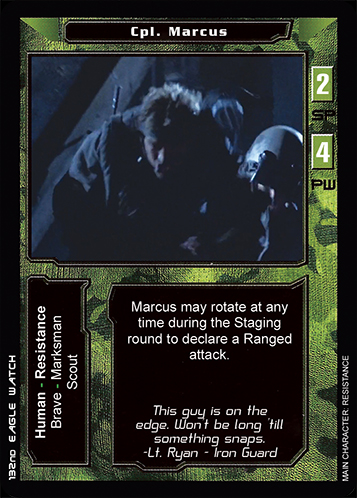 Cpl. Marcus
2
SP
4
PW
Human - Resistance
Brave - Marksman
Scout
Marcus may rotate at any
time during the Staging
round to declare a Ranged
attack.
This guy is on the
edge. Won't be long 'till
something snaps.
-Lt. Ryan - Iron Guard
132ND EAGLE WATCH
MAIN CHARACTER: RESISTANCE